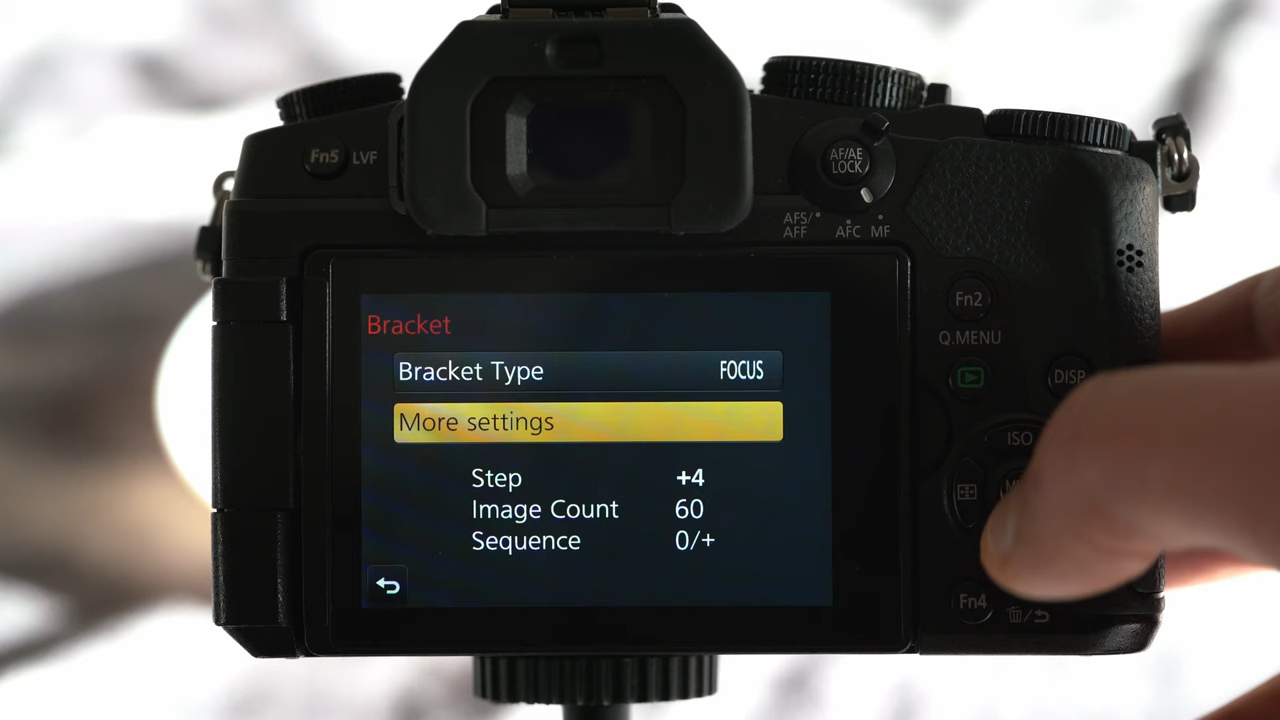 Fn5 LVF
AF/AE
LOCK
AFS/
AFF
AFC MF
Fn2
Q.MENU
DISP.
ISO
Fn4
Bracket
Bracket Type FOCUS
More settings
Step +4
Image Count 60
Sequence 0/+